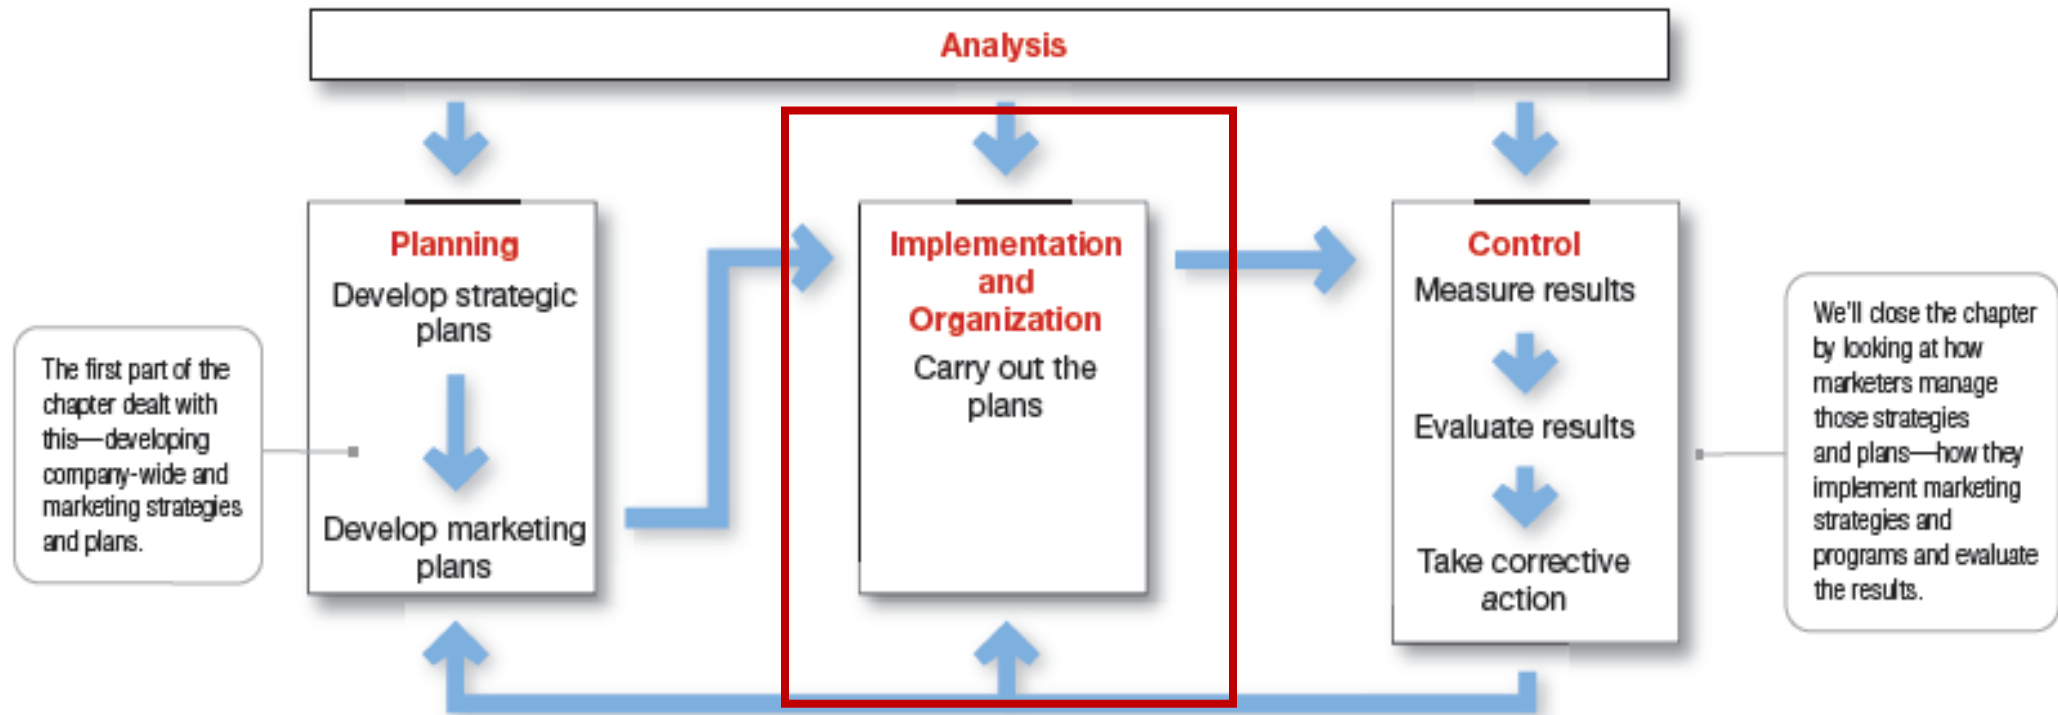 Analysis
Planning
Develop strategic
plans
Develop marketing
plans
Implementation
and
Organization
Carry out the
plans
Control
Measure results
Evaluate results
Take corrective
action
The first part of the
chapter dealt with
this—developing
company-wide and
marketing strategies
and plans.
We'll close the chapter
by looking at how
marketers manage
those strategies
and plans—how they
implement marketing
strategies and
programs and evaluate
the results.